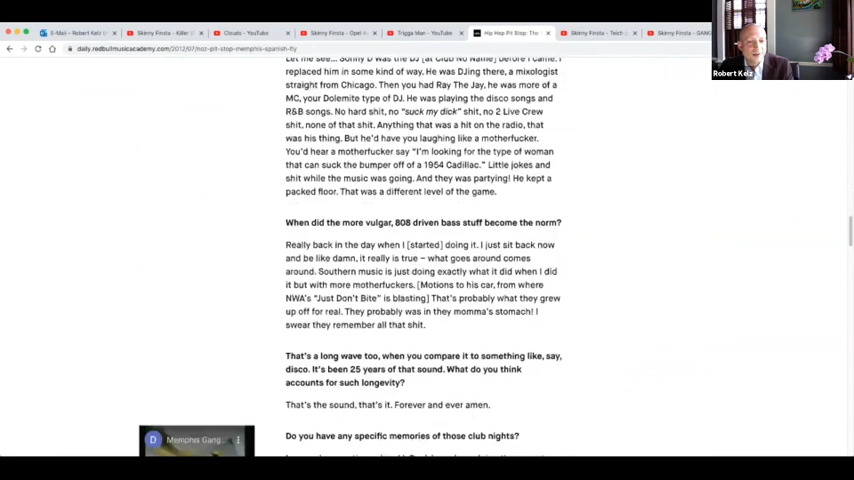 E-Mail – Robert Kelz (
Skinny Finsta - Killer
Clouds - YouTube
Skinny Finsta - Opel A
Trigga Man - YouTube
Hip Hop Pit Stop: The
Skinny Finsta - Teich (
Skinny Finsta - GANG
daily.redbullmusicacademy.com/2012/07/noz-pit-stop-memphis-spanish-fly
Robert Kelz
Let me see... Sonny D was the DJ [at Club No Name] before I came. I
replaced him in some kind of way. He was DJing there, a mixologist
straight from Chicago. Then you had Ray The Jay, he was more of a
MC, your Dolemite type of DJ. He was playing the disco songs and
R&B songs. No hard shit, no “suck my dick” shit, no 2 Live Crew
shit, none of that shit. Anything that was a hit on the radio, that
was his thing. But he’d have you laughing like a motherfucker.
You’d hear a motherfucker say “I’m looking for the type of woman
that can suck the bumper off of a 1954 Cadillac.” Little jokes and
shit while the music was going. And they was partying! He kept a
packed floor. That was a different level of the game.
When did the more vulgar, 808 driven bass stuff become the norm?
Really back in the day when I [started] doing it. I just sit back now
and be like damn, it really is true – what goes around comes
around. Southern music is just doing exactly what it did when I did
it but with more motherfuckers. [Motions to his car, from where
NWA’s “Just Don’t Bite” is blasting] That’s probably what they grew
up off for real. They probably was in they momma’s stomach! I
swear they remember all that shit.
That’s a long wave too, when you compare it to something like, say,
disco. It’s been 25 years of that sound. What do you think
accounts for such longevity?
That’s the sound, that’s it. Forever and ever amen.
Do you have any specific memories of those club nights?
D
Memphis Gang...